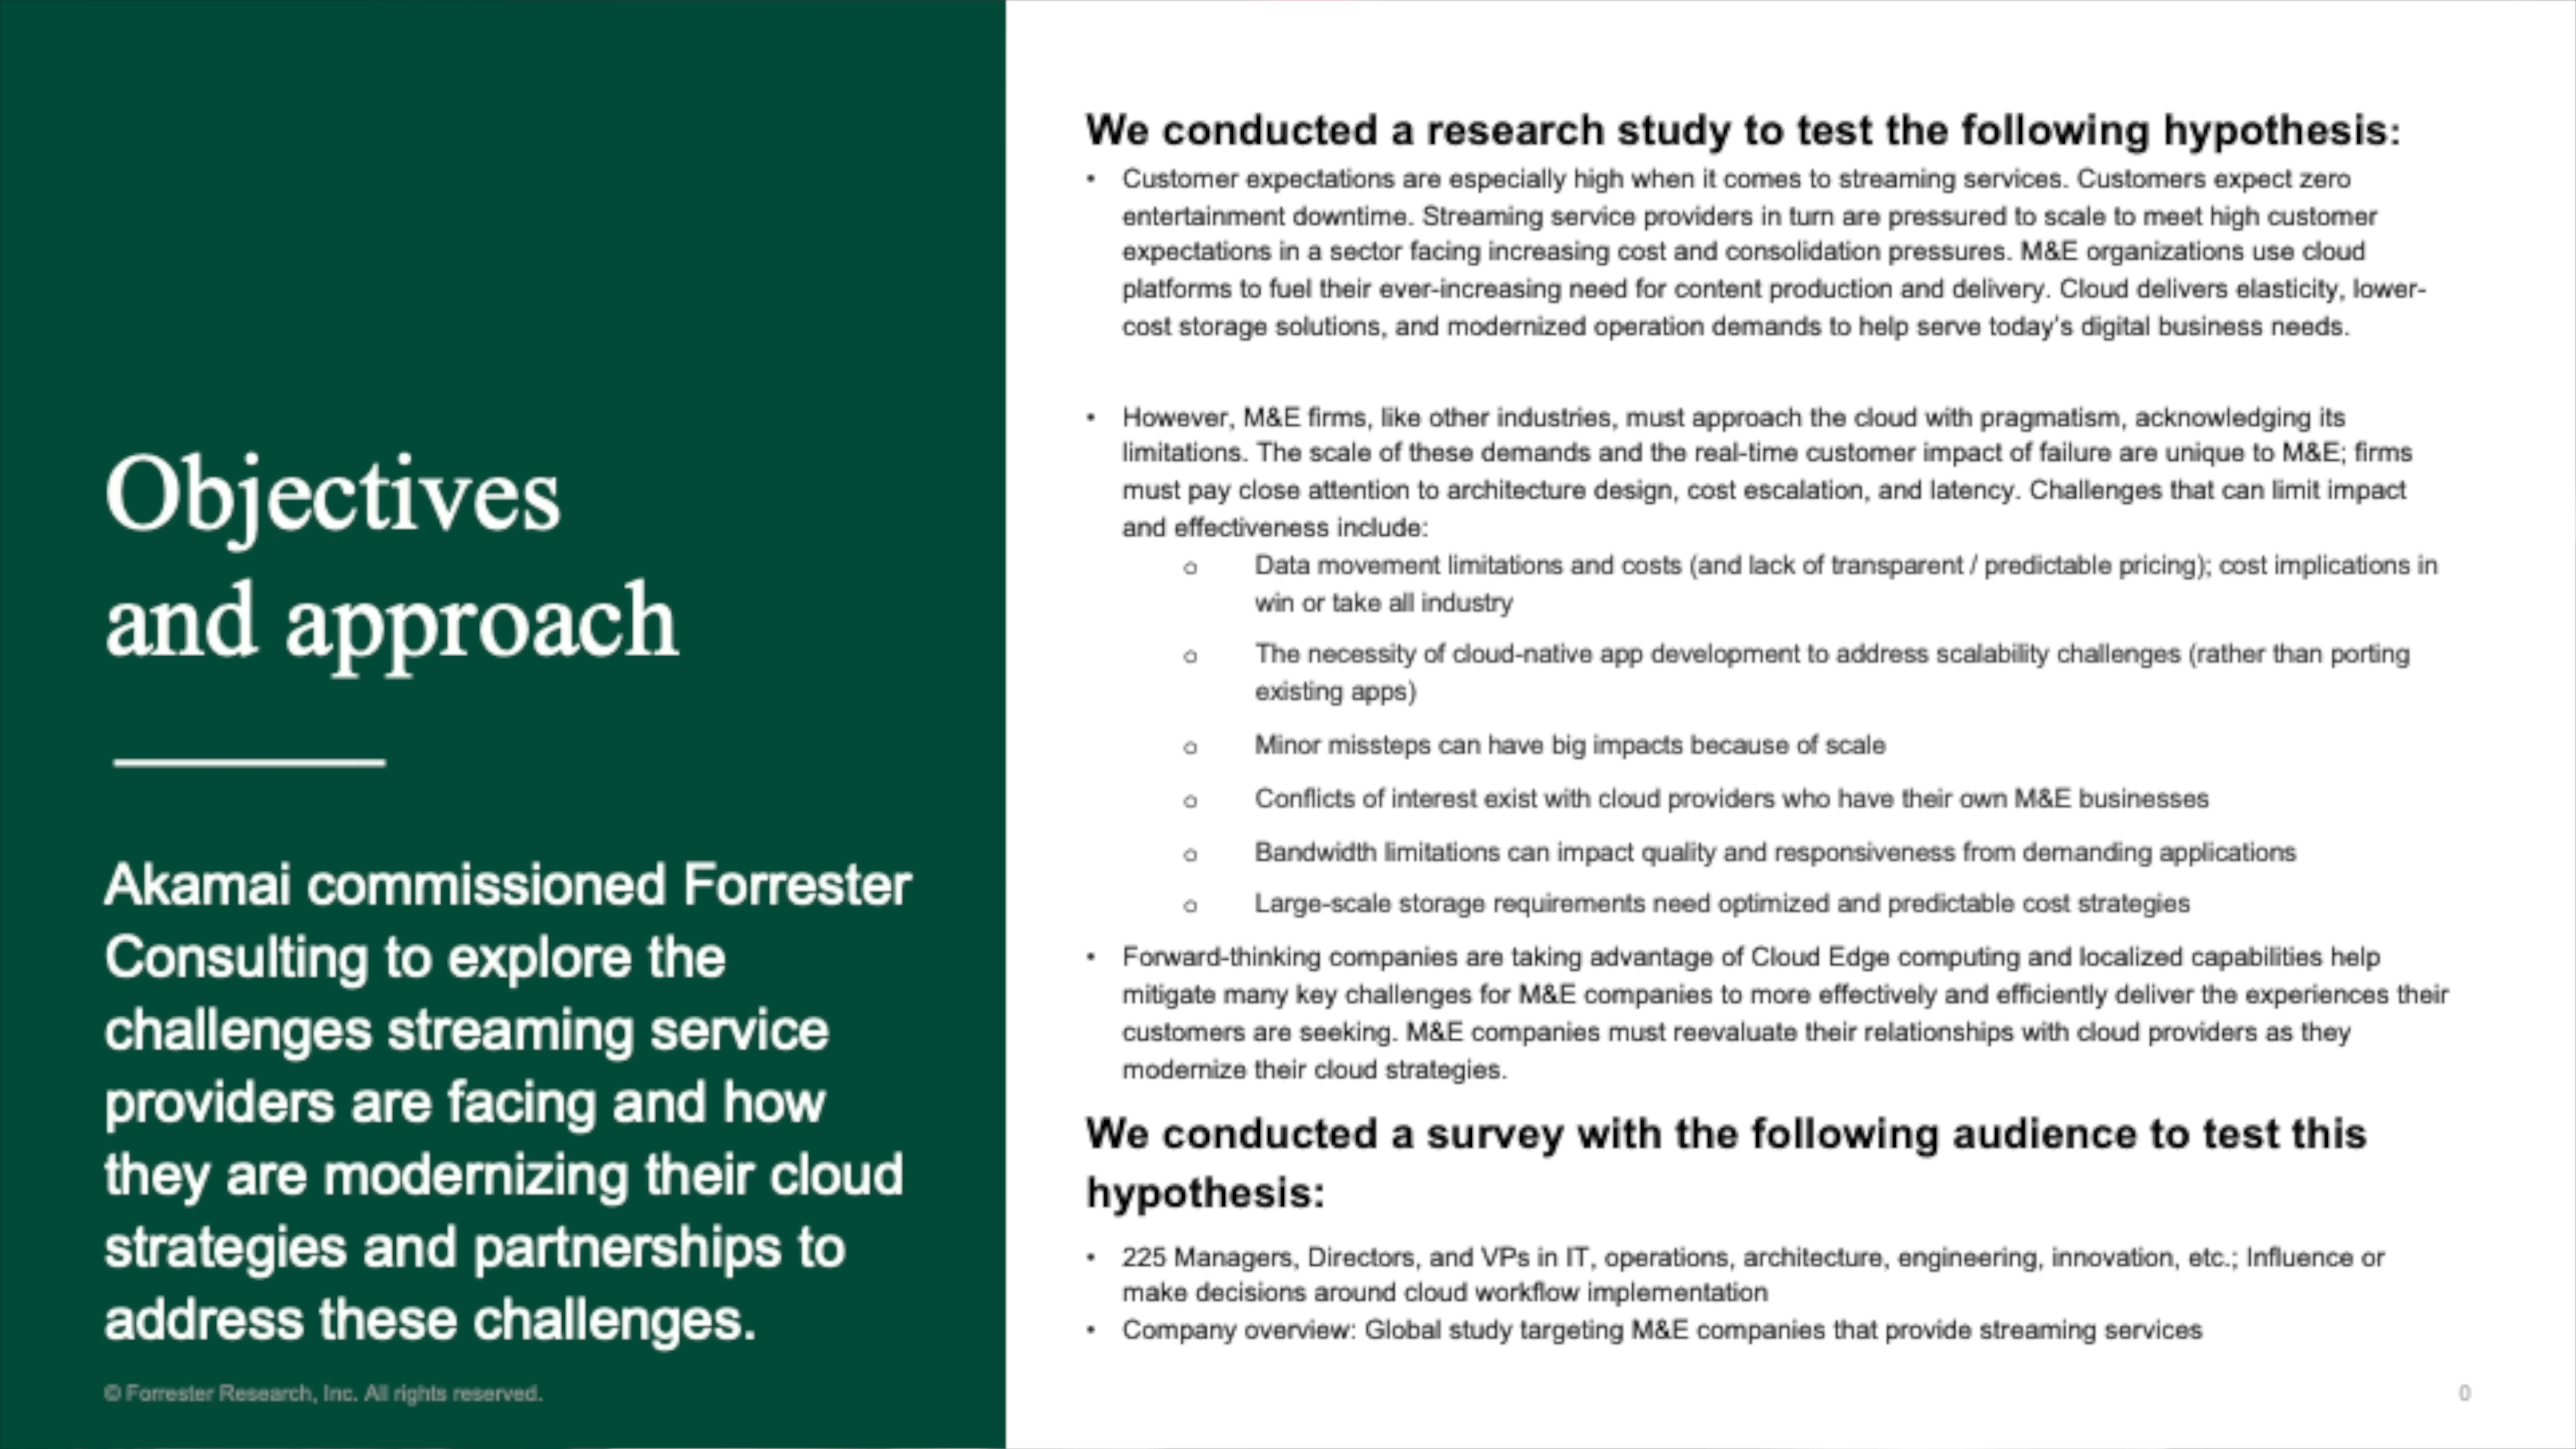 Objectives
and approach
Akamai commissioned Forrester
Consulting to explore the
challenges streaming service
providers are facing and how
they are modernizing their cloud
strategies and partnerships to
address these challenges.
© Forrester Research, Inc. All rights reserved.
We conducted a research study to test the following hypothesis:
• Customer expectations are especially high when it comes to streaming services. Customers expect zero
entertainment downtime. Streaming service providers in turn are pressured to scale to meet high customer
expectations in a sector facing increasing cost and consolidation pressures. M&E organizations use cloud
platforms to fuel their ever-increasing need for content production and delivery. Cloud delivers elasticity, lower-
cost storage solutions, and modernized operation demands to help serve today's digital business needs.
• However, M&E firms, like other industries, must approach the cloud with pragmatism, acknowledging its
limitations. The scale of these demands and the real-time customer impact of failure are unique to M&E; firms
must pay close attention to architecture design, cost escalation, and latency. Challenges that can limit impact
and effectiveness include:
o Data movement limitations and costs (and lack of transparent / predictable pricing); cost implications in
win or take all industry
o The necessity of cloud-native app development to address scalability challenges (rather than porting
existing apps)
o Minor missteps can have big impacts because of scale
o Conflicts of interest exist with cloud providers who have their own M&E businesses
o Bandwidth limitations can impact quality and responsiveness from demanding applications
o Large-scale storage requirements need optimized and predictable cost strategies
• Forward-thinking companies are taking advantage of Cloud Edge computing and localized capabilities help
mitigate many key challenges for M&E companies to more effectively and efficiently deliver the experiences their
customers are seeking. M&E companies must reevaluate their relationships with cloud providers as they
modernize their cloud strategies.
We conducted a survey with the following audience to test this
hypothesis:
• 225 Managers, Directors, and VPs in IT, operations, architecture, engineering, innovation, etc.; Influence or
make decisions around cloud workflow implementation
• Company overview: Global study targeting M&E companies that provide streaming services
0